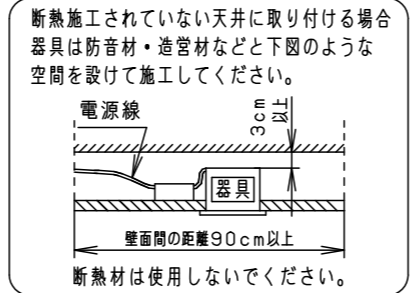 断熱施工されていない天井に取り付ける場合
器具は防音材・造営材などと下図のような
空間を設けて施工してください。
電源線
3cm
以上
器具
壁面間の距離90cm以上
断熱材は使用しないでください。